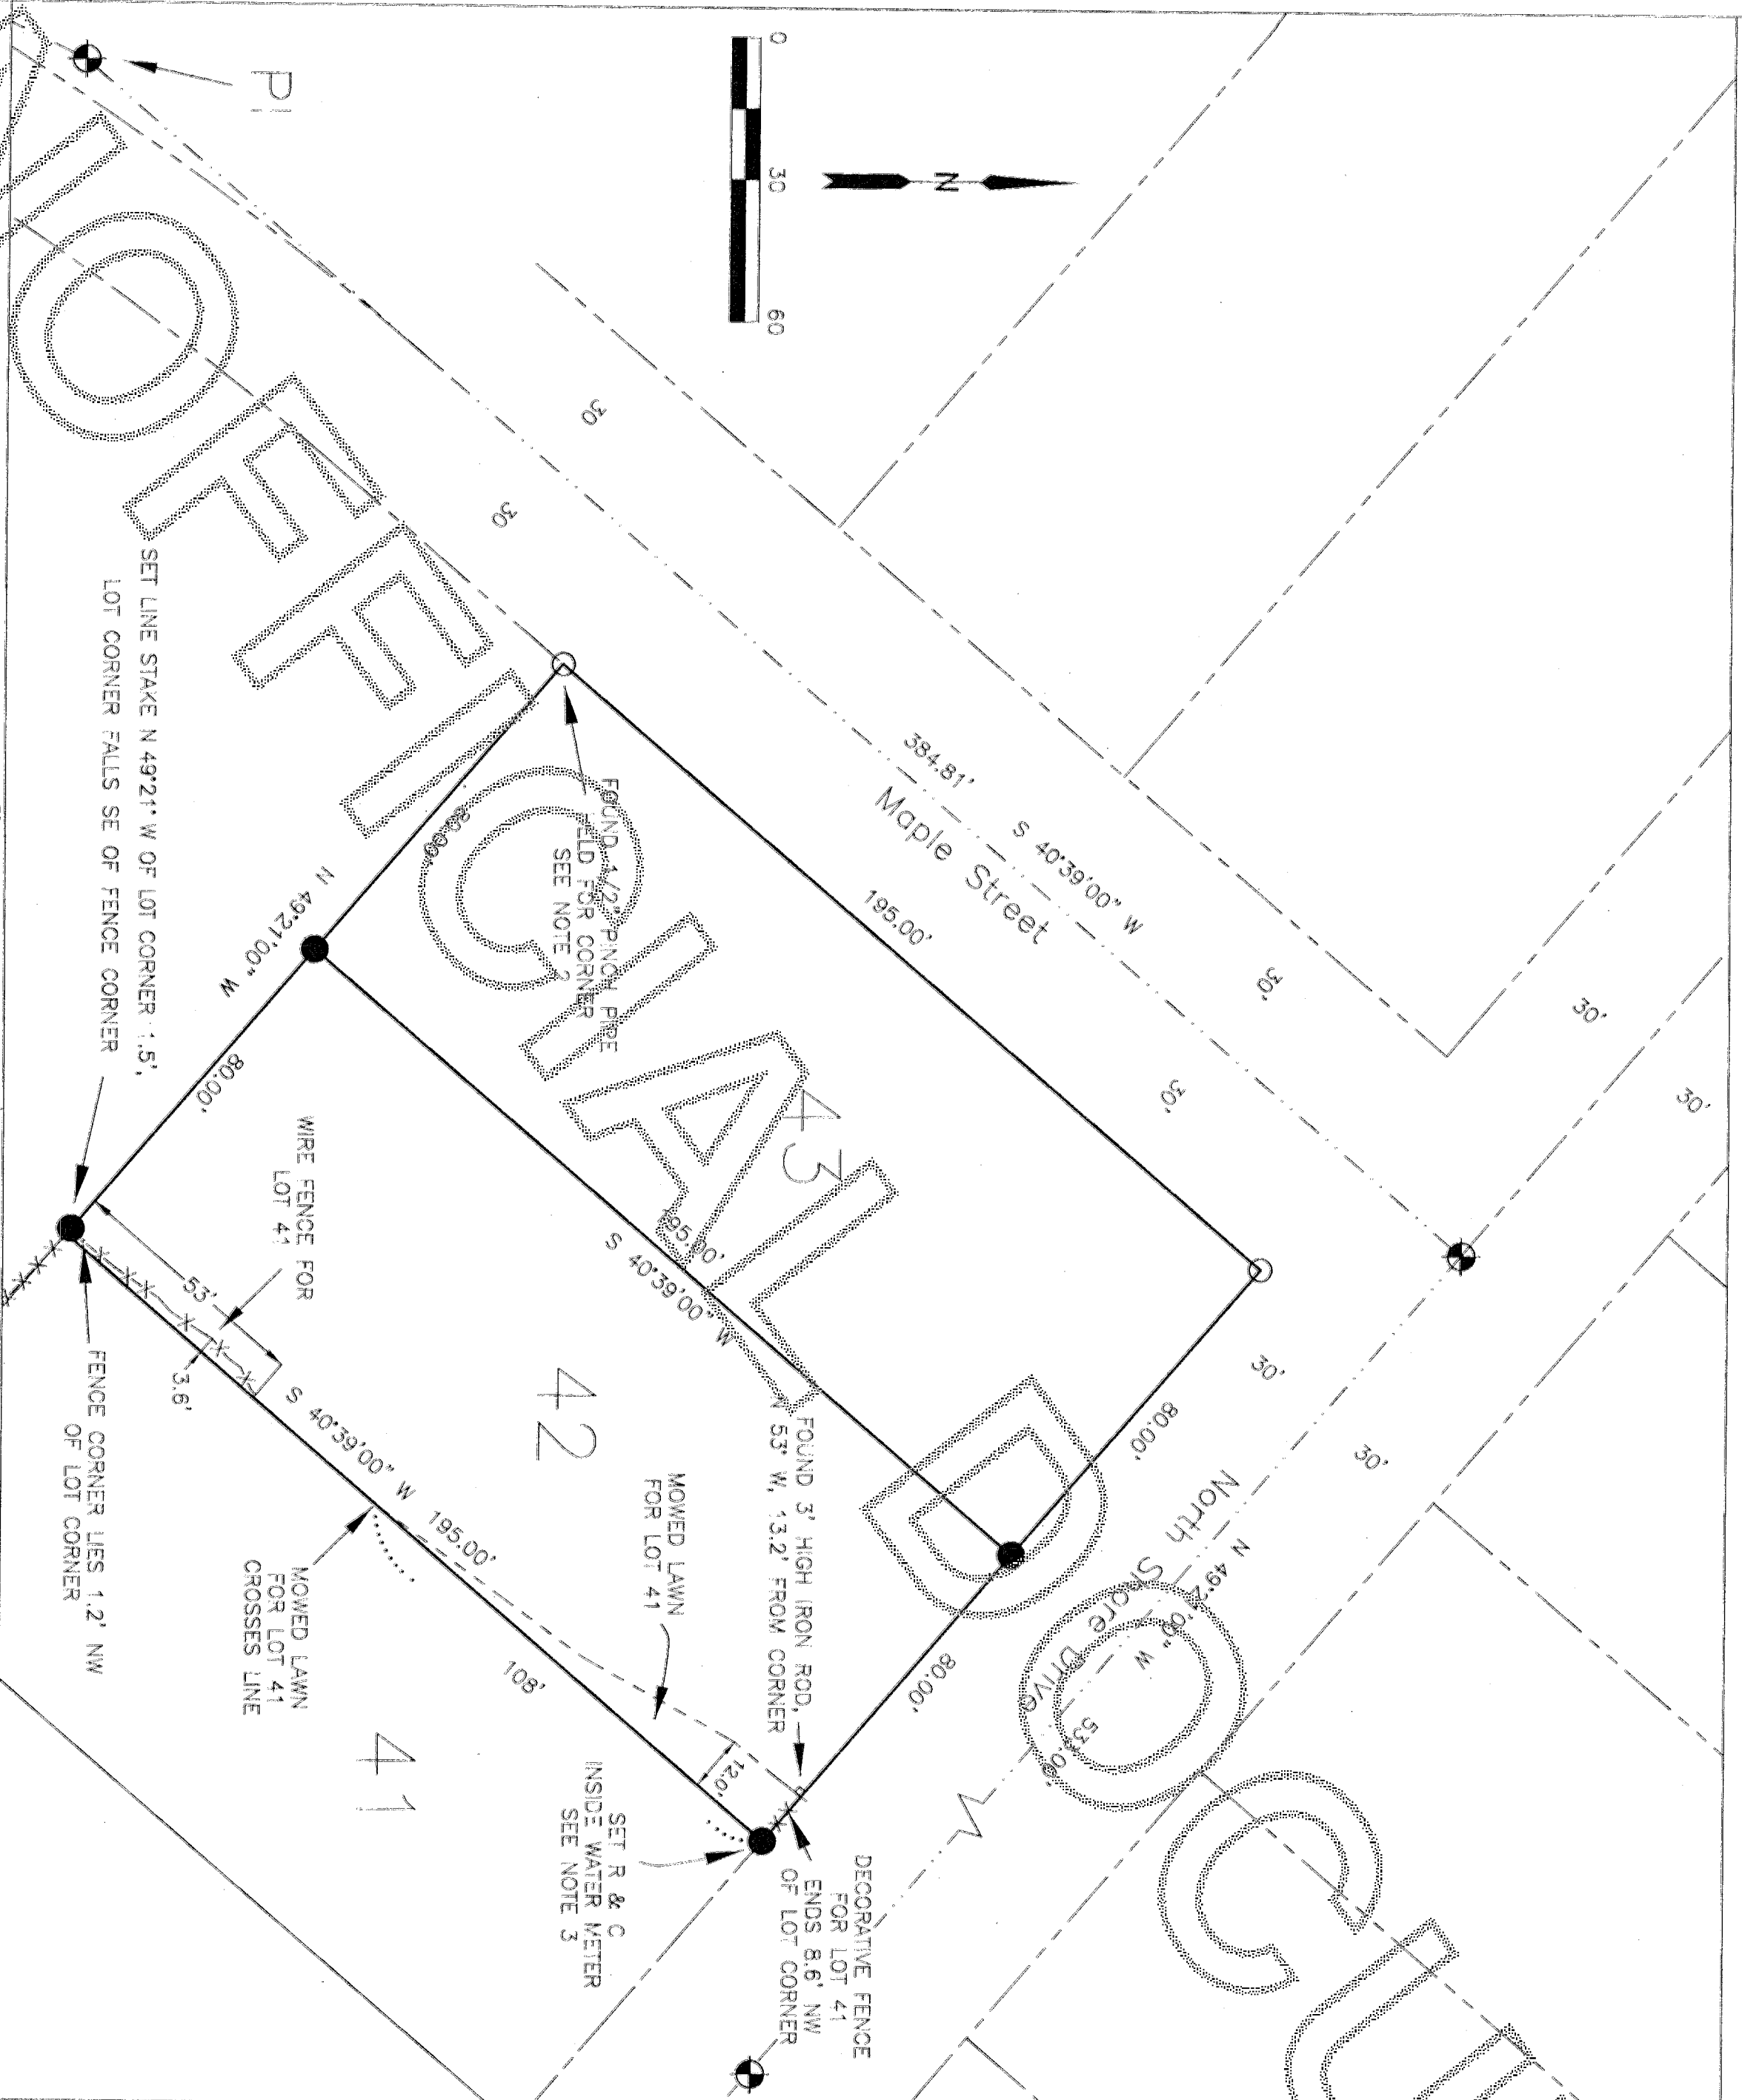 0
30
60
N
PI
30
30
384.81'
S 40°39'00" W
Maple Street
195.00'
30'
30'
30'
30'
30'
30'
FOUND 1/2" PINCH PIPE
HELD FOR CORNER
SEE NOTE 2
80.00'
N 49°21'00" W
80.00'
SET LINE STAKE N 49°21" W OF LOT CORNER 1.5',
LOT CORNER FALLS SE OF FENCE CORNER
43
195.00'
S 40°39'00" W
80.00'
North Shore Drive
80.00'
WIRE FENCE FOR
LOT 41
53'
3.6'
FENCE CORNER LIES 1.2' NW
OF LOT CORNER
42
S 40°39'00" W
195.00'
108'
MOWED LAWN
FOR LOT 41
CROSSES LINE
MOWED LAWN
FOR LOT 41
FOUND 3' HIGH IRON ROD,
N 53° W, 13.2' FROM CORNER
12.0'
DECORATIVE FENCE
FOR LOT 41
ENDS 8.6' NW
OF LOT CORNER
SET R & C
INSIDE WATER METER
SEE NOTE 3
41
OFFICIAL DOCU